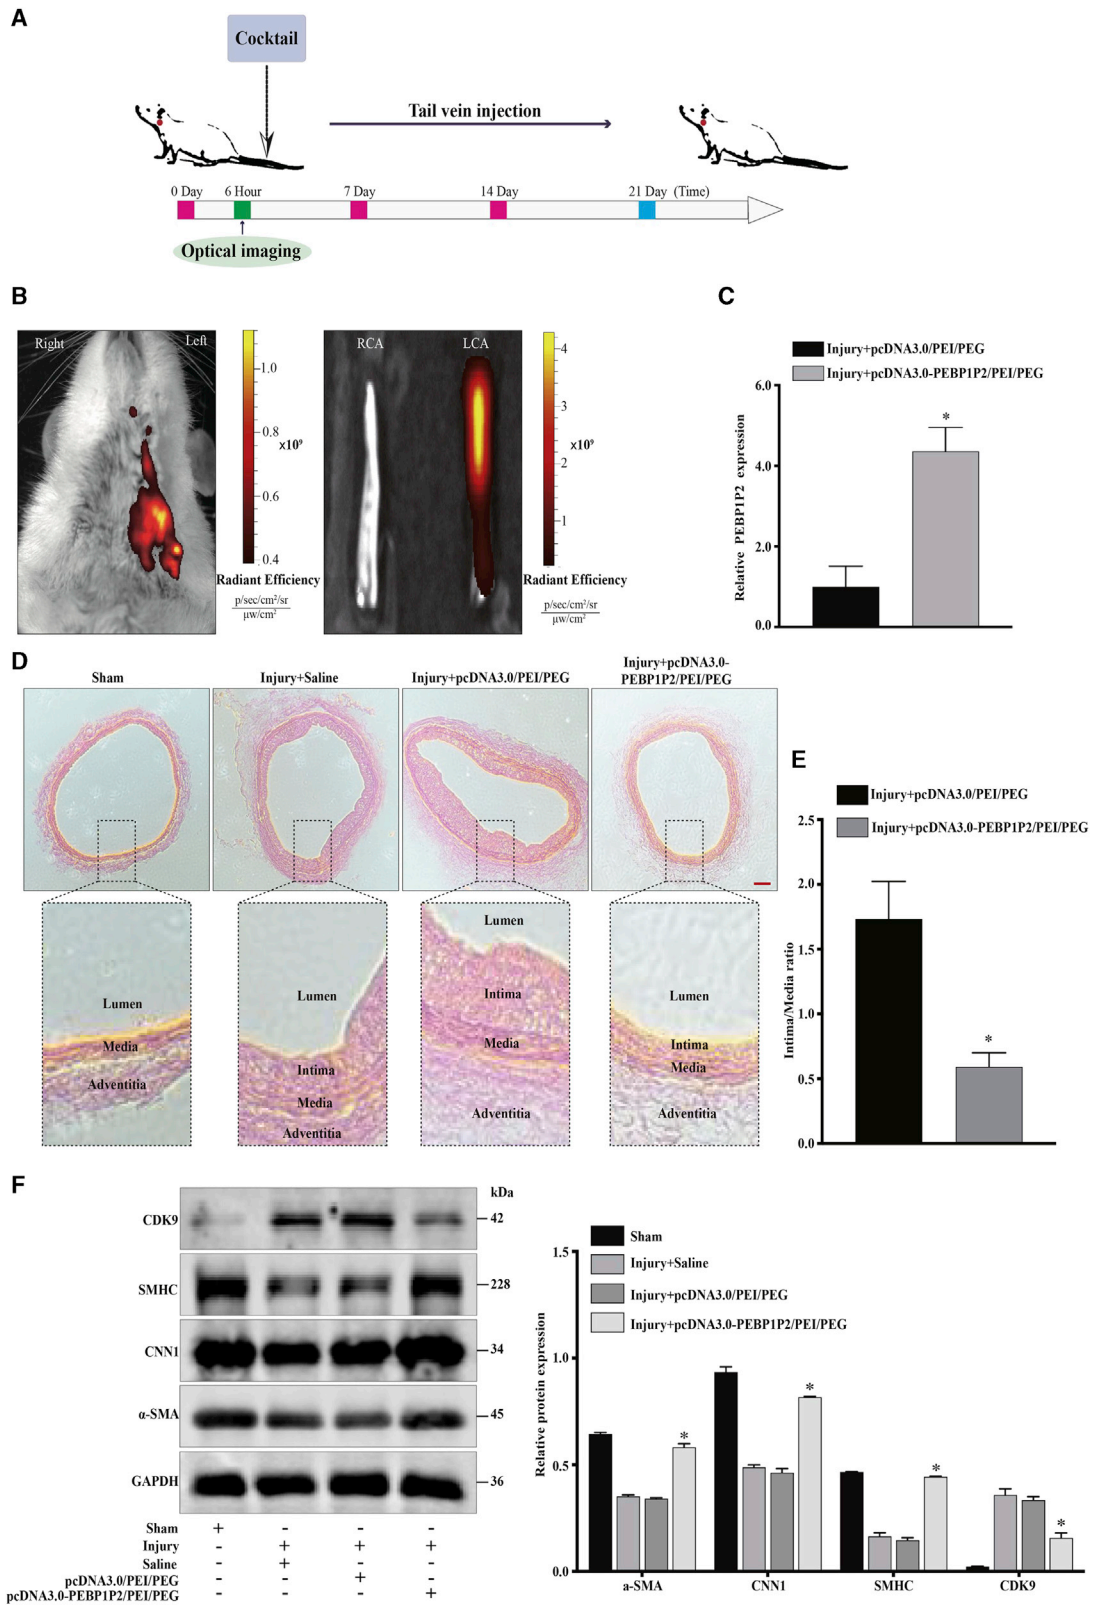 A
Cocktail
Tail vein injection
0 Day 6 Hour 7 Day 14 Day 21 Day (Time)
Optical imaging
B
Right Left
1.0
0.8
x10⁹
0.6
0.4
Radiant Efficiency
p/sec/cm²/sr
µw/cm²
RCA LCA
4
3
x10⁹
2
1
Radiant Efficiency
p/sec/cm²/sr
µw/cm²
C
Injury+pcDNA3.0/PEI/PEG
Injury+pcDNA3.0-PEBP1P2/PEI/PEG
Relative PEBP1P2 expression
6.0
4.0
2.0
0.0
*
D
Sham
Injury+Saline
Injury+pcDNA3.0/PEI/PEG
Injury+pcDNA3.0-
PEBP1P2/PEI/PEG
Lumen
Media
Adventitia
Lumen
Intima
Media
Adventitia
Lumen
Intima
Media
Adventitia
Lumen
Intima
Media
Adventitia
E
Injury+pcDNA3.0/PEI/PEG
Injury+pcDNA3.0-PEBP1P2/PEI/PEG
Intima/Media ratio
2.5
2.0
1.5
1.0
0.5
0.0
*
F
kDa
CDK9 42
SMHC 228
CNN1 34
α-SMA 45
GAPDH 36
Sham + - - -
Injury - + + +
Saline - + - -
pcDNA3.0/PEI/PEG - - + -
pcDNA3.0-PEBP1P2/PEI/PEG - - - +
Sham
Injury+Saline
Injury+pcDNA3.0/PEI/PEG
Injury+pcDNA3.0-PEBP1P2/PEI/PEG
Relative protein expression
1.5
1.0
0.5
0.0
* * * *
a-SMA CNN1 SMHC CDK9